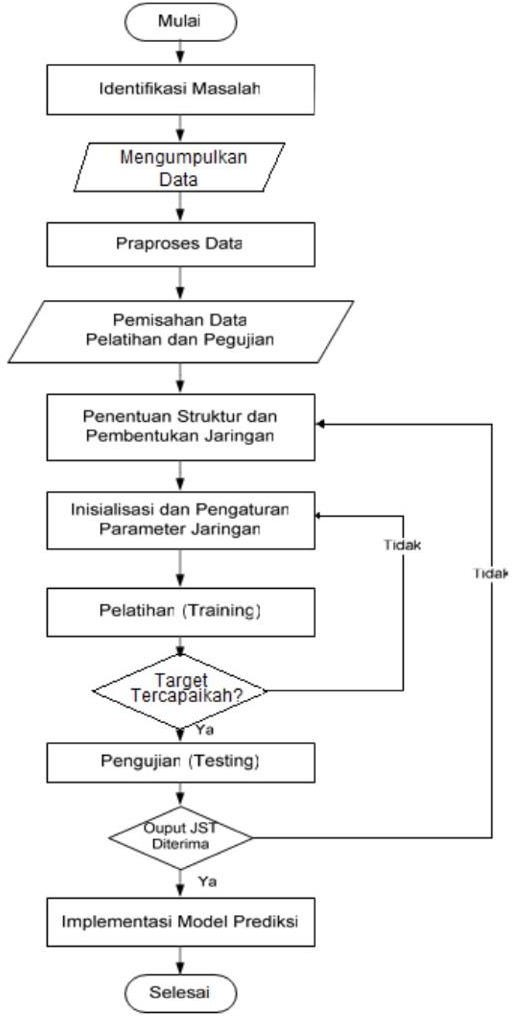 Mulai
Identifikasi Masalah
Mengumpulkan
Data
Praproses Data
Pemisahan Data
Pelatihan dan Pegujian
Penentuan Struktur dan
Pembentukan Jaringan
Inisialisasi dan Pengaturan
Parameter Jaringan
Tidak
Tidak
Pelatihan (Training)
Target
Tercapaikah?
Ya
Pengujian (Testing)
Ouput JST
Diterima
Ya
Implementasi Model Prediksi
Selesai